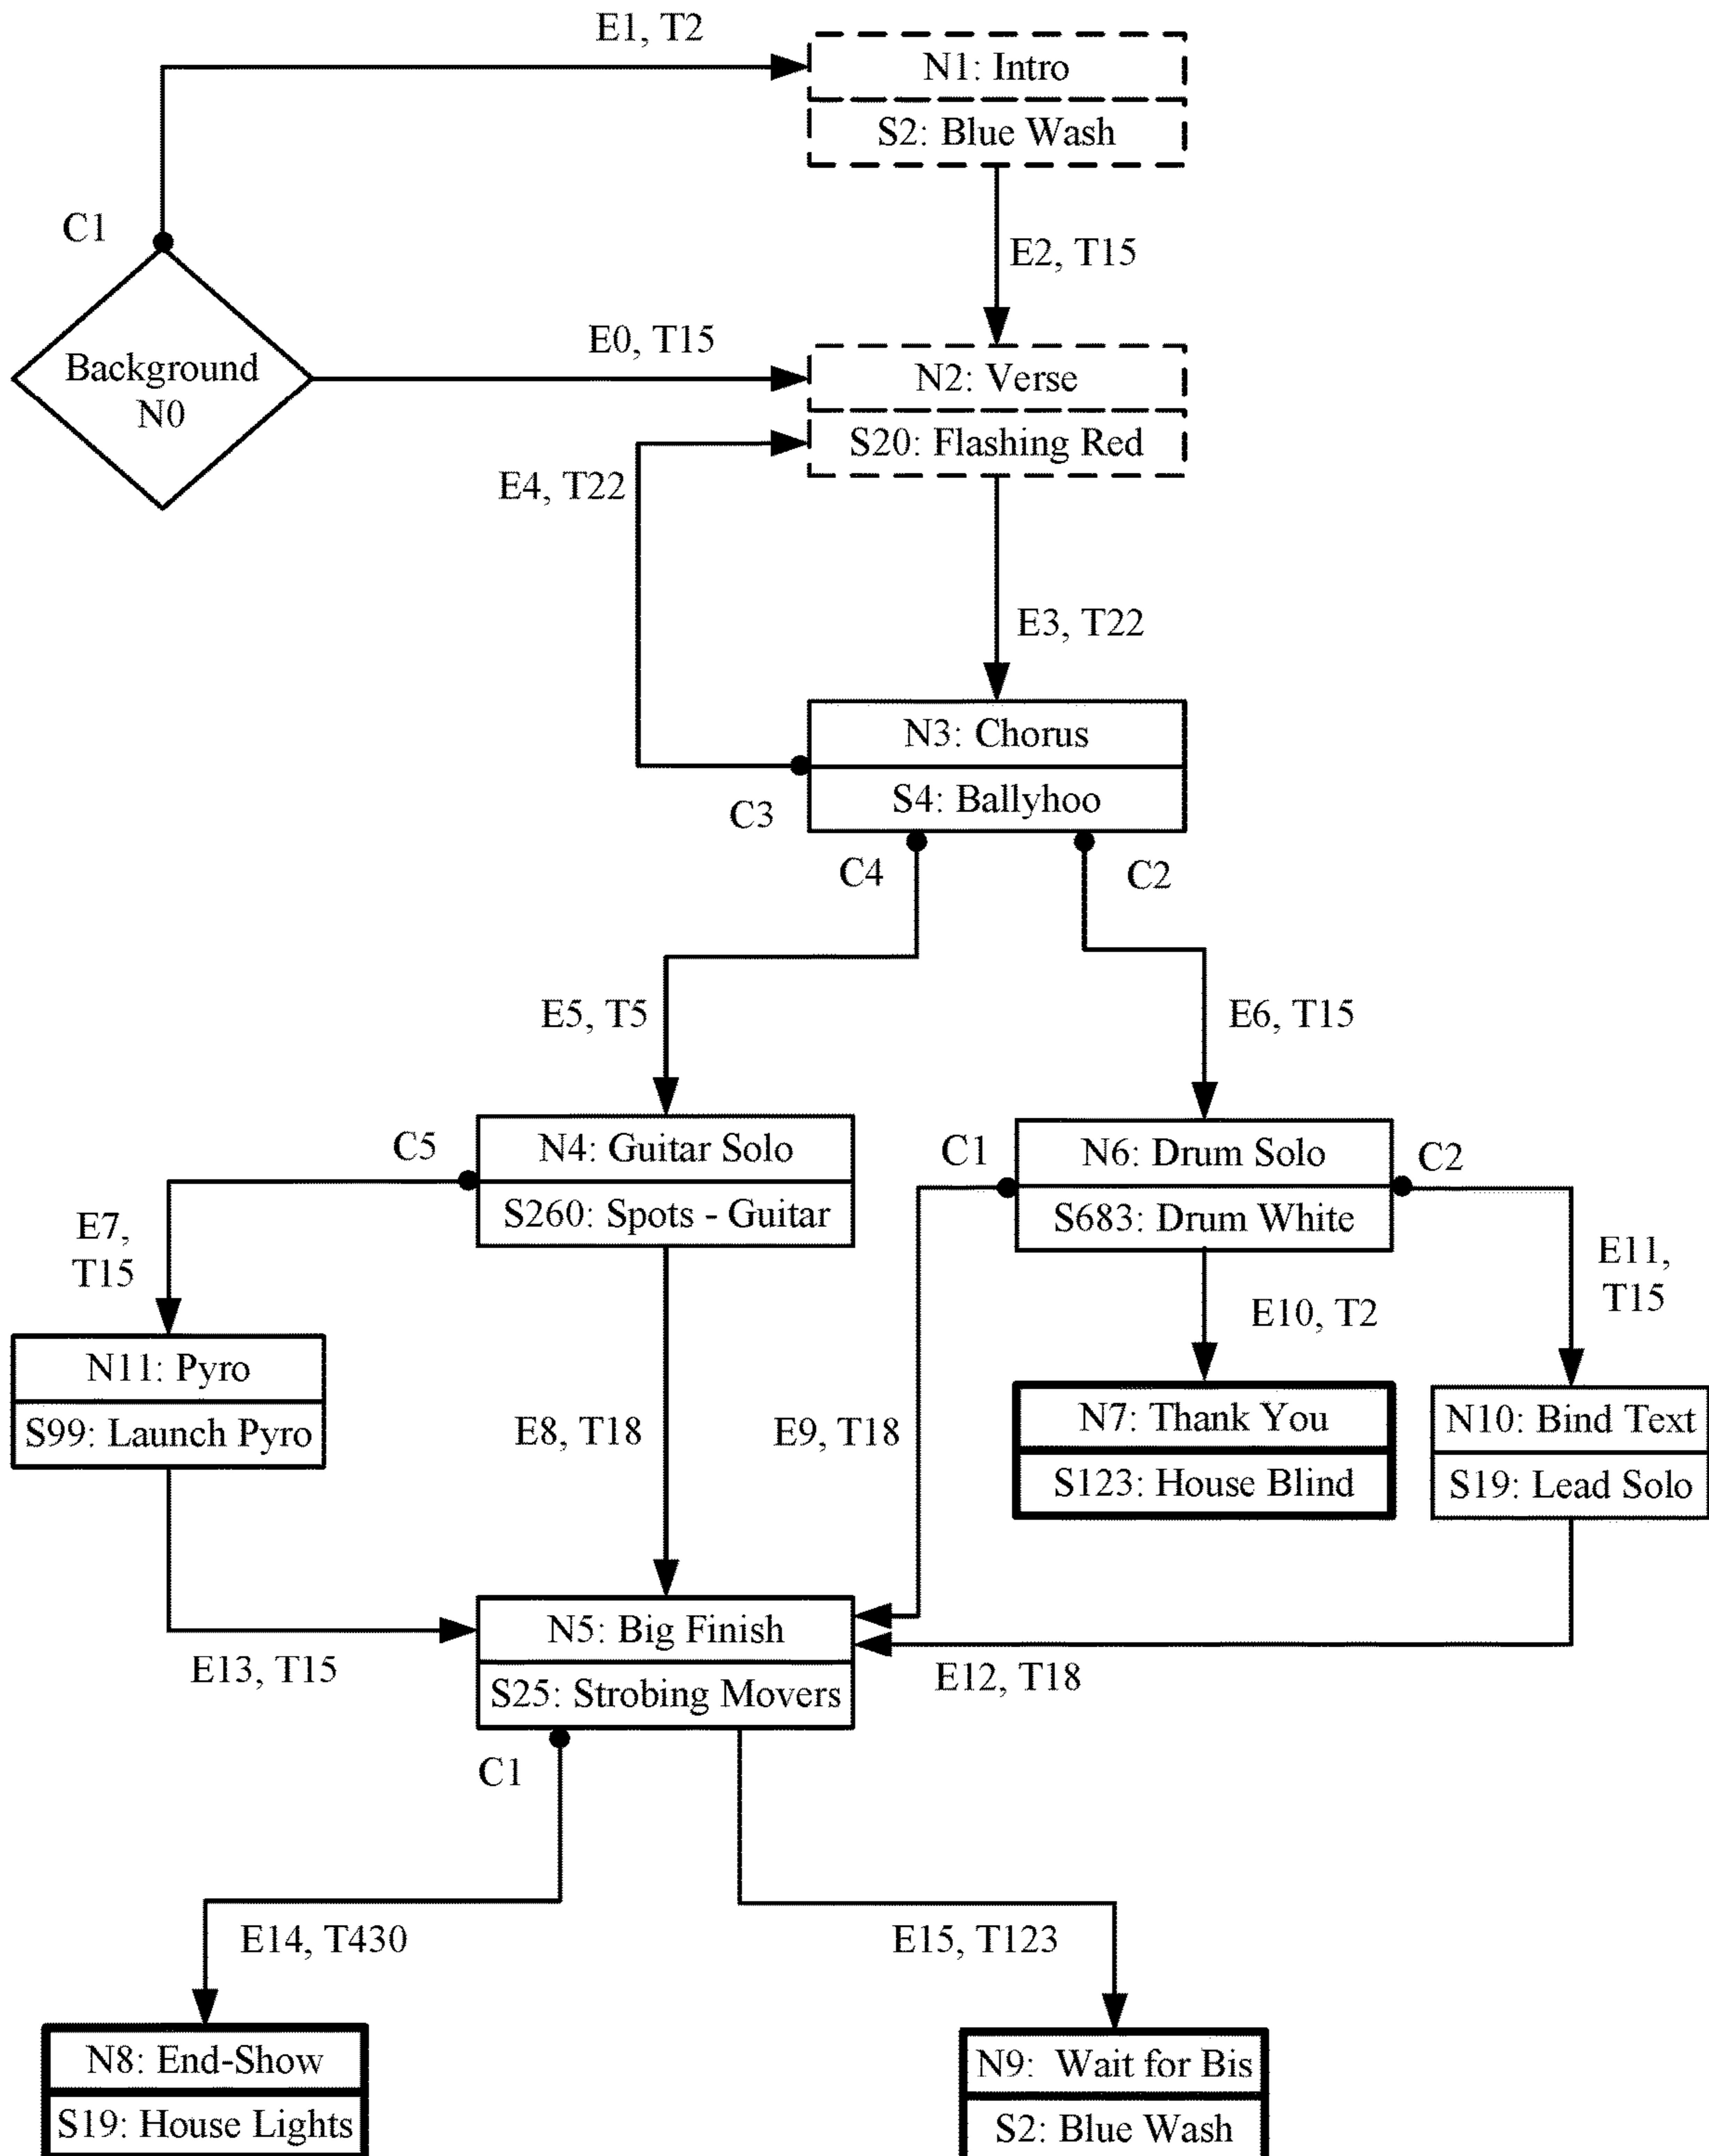 E1, T2
N1: Intro
S2: Blue Wash
C1
E2, T15
E0, T15
Background
N0
N2: Verse
S20: Flashing Red
E4, T22
E3, T22
N3: Chorus
S4: Ballyhoo
C3
C4
C2
E5, T5
E6, T15
C5
N4: Guitar Solo
S260: Spots - Guitar
C1
N6: Drum Solo
S683: Drum White
C2
E7,
T15
E11,
T15
E10, T2
N11: Pyro
S99: Launch Pyro
E8, T18
E9, T18
N7: Thank You
S123: House Blind
N10: Bind Text
S19: Lead Solo
N5: Big Finish
S25: Strobing Movers
E13, T15
E12, T18
C1
E14, T430
E15, T123
N8: End-Show
S19: House Lights
N9: Wait for Bis
S2: Blue Wash